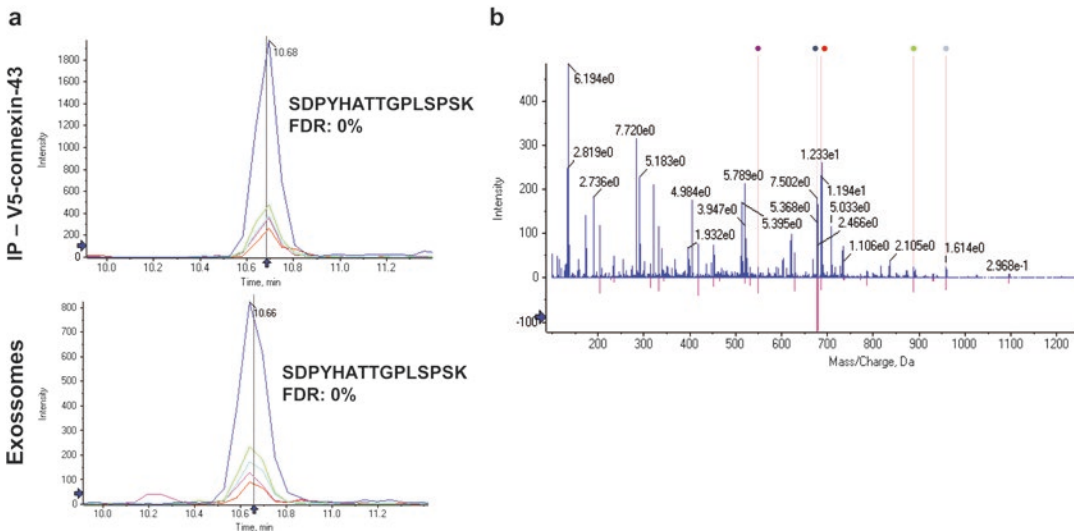 a
IP – V5-connexin-43
Intensity
1800
1600
1400
1200
1000
800
600
400
200
0
10.68
SDPYHATTGPLSPSK
FDR: 0%
10.0 10.2 10.4 10.6 10.8 11.0 11.2
Time, min
Exossomes
Intensity
800
700
600
500
400
300
200
100
0
10.66
SDPYHATTGPLSPSK
FDR: 0%
10.0 10.2 10.4 10.6 10.8 11.0 11.2
Time, min
b
Intensity
400
300
200
100
0
-100
6.194e0
2.819e0
2.736e0
7.720e0
5.183e0
4.984e0
1.932e0
3.947e0
5.789e0
5.395e0
7.502e0
5.368e0
1.233e1
1.194e1
5.033e0
2.466e0
1.106e0
2.105e0
1.614e0
2.968e-1
200 300 400 500 600 700 800 900 1000 1100 1200
Mass/Charge, Da